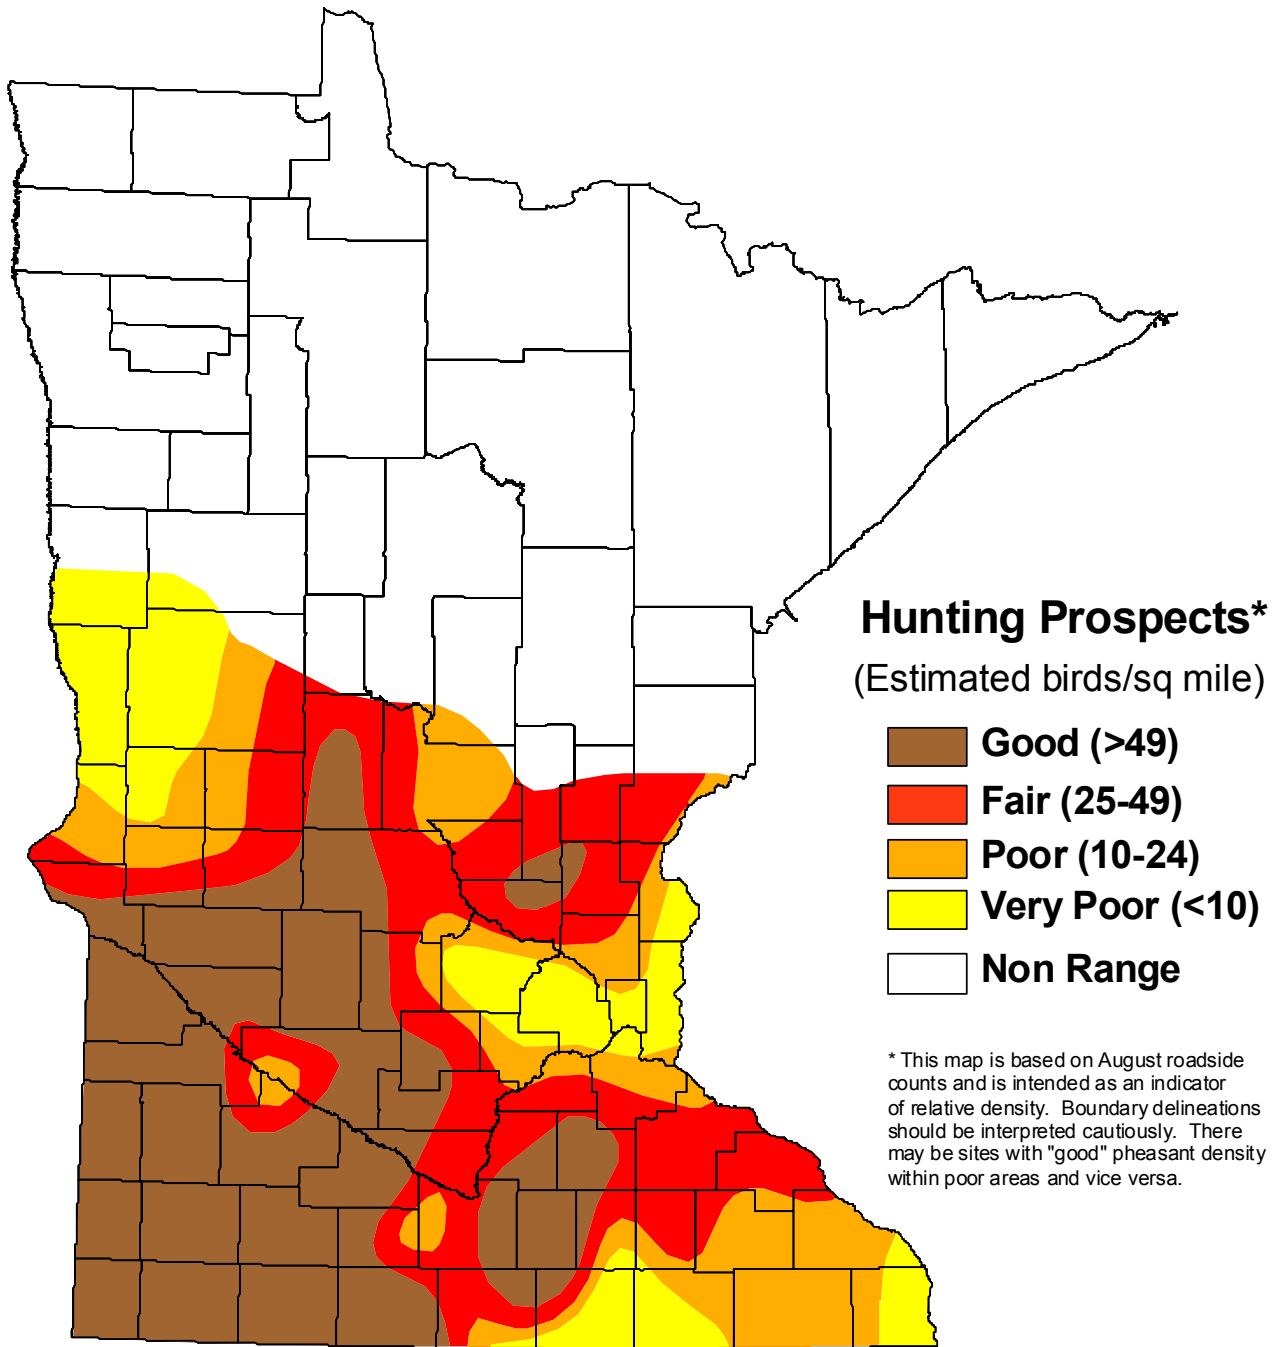 Hunting Prospects*
(Estimated birds/sq mile)
Good (>49)
Fair (25-49)
Poor (10-24)
Very Poor (<10)
Non Range
* This map is based on August roadside
counts and is intended as an indicator
of relative density.  Boundary delineations
should be interpreted cautiously.  There
may be sites with "good" pheasant density
within poor areas and vice versa.